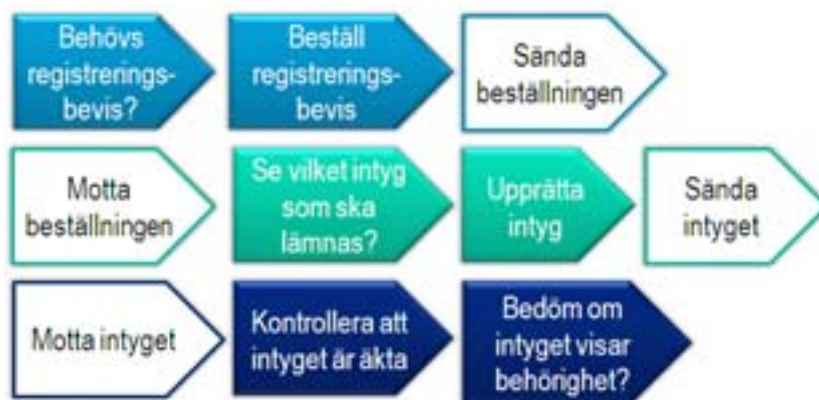 Behövs
registrerings-
bevis?
Beställ
registrerings-
bevis
Sända
beställningen
Motta
beställningen
Se vilket intyg
som ska
lämnas?
Upprätta
intyg
Sända
intyget
Motta intyget
Kontrollera att
intyget är äkta
Bedöm om
intyget visar
behörighet?